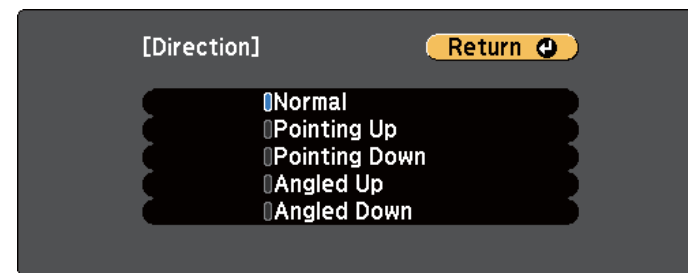 [Direction] Return
Normal
Pointing Up
Pointing Down
Angled Up
Angled Down